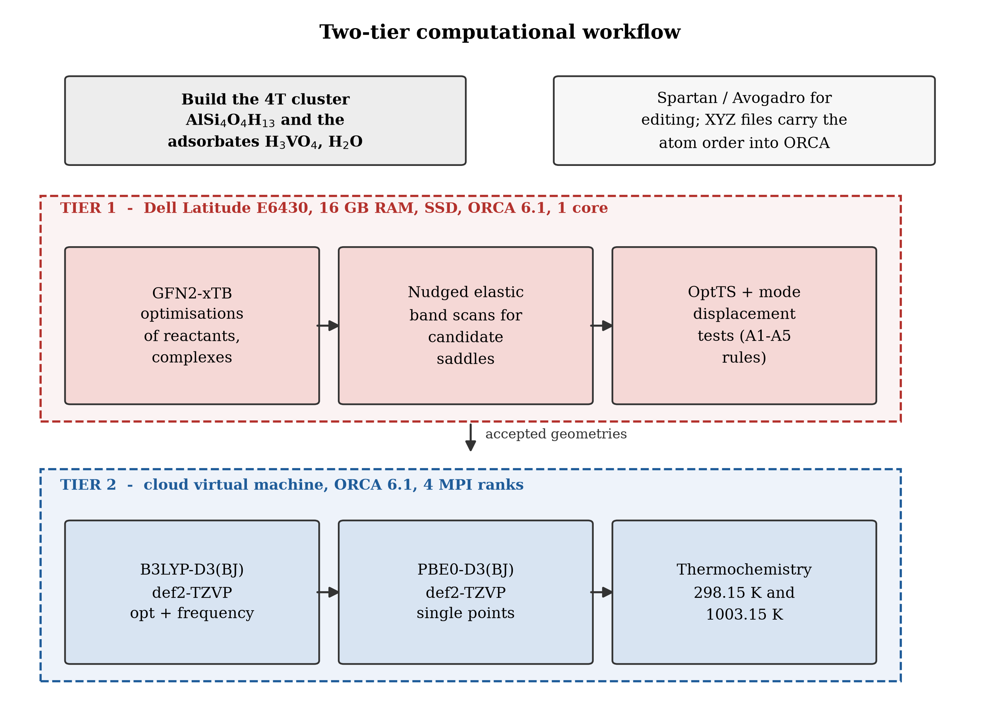 Two-tier computational workflow
Build the 4T cluster
AlSi₄O₄H₁₃ and the
adsorbates H₃VO₄, H₂O
Spartan / Avogadro for
editing; XYZ files carry the
atom order into ORCA
TIER 1 - Dell Latitude E6430, 16 GB RAM, SSD, ORCA 6.1, 1 core
GFN2-xTB
optimisations
of reactants,
complexes
Nudged elastic
band scans for
candidate
saddles
OptTS + mode
displacement
tests (A1-A5
rules)
accepted geometries
TIER 2 - cloud virtual machine, ORCA 6.1, 4 MPI ranks
B3LYP-D3(BJ)
def2-TZVP
opt + frequency
PBE0-D3(BJ)
def2-TZVP
single points
Thermochemistry
298.15 K and
1003.15 K